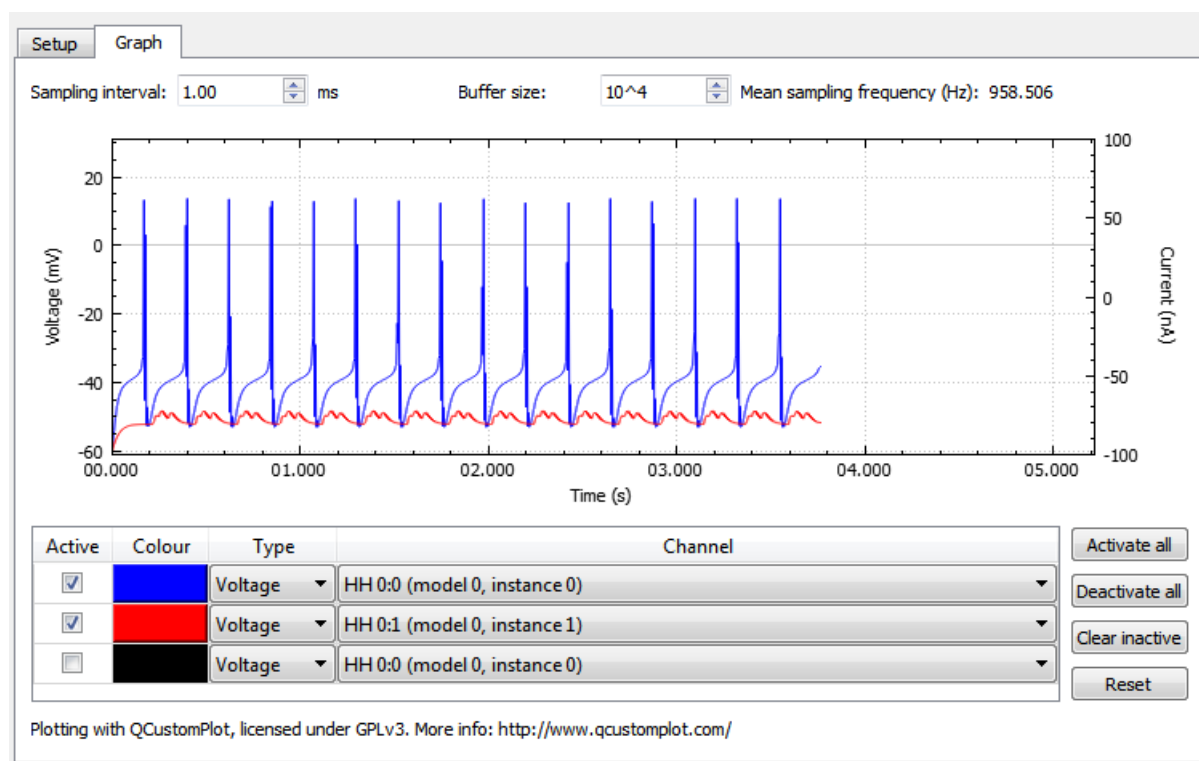 Setup Graph
Sampling interval: 1.00 ms Buffer size: 10^4 Mean sampling frequency (Hz): 958.506
100
20
50
0
0
-20
-40
-50
-60
-100
Voltage (mV)
Current (nA)
00.000 01.000 02.000 03.000 04.000 05.000
Time (s)
Active Colour Type Channel
Voltage HH 0:0 (model 0, instance 0)
Voltage HH 0:1 (model 0, instance 1)
Voltage HH 0:0 (model 0, instance 0)
Activate all
Deactivate all
Clear inactive
Reset
Plotting with QCustomPlot, licensed under GPLv3. More info: http://www.qcustomplot.com/